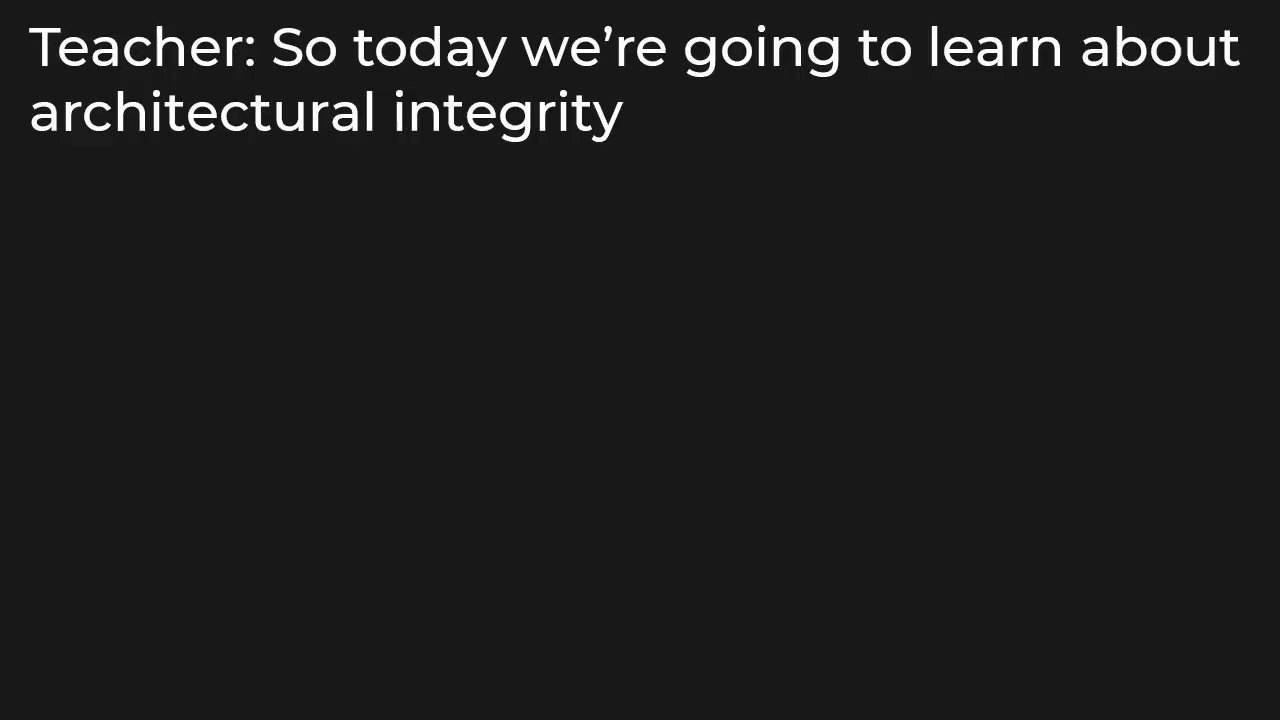 Teacher: So today we’re going to learn about
architectural integrity